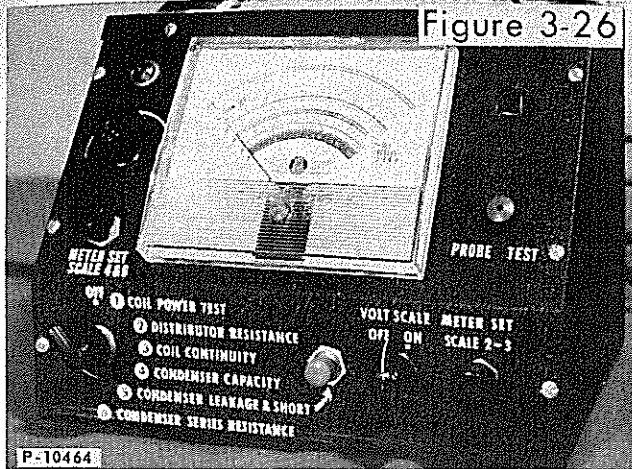 Figure 3-26
PROBE TEST
METER SET
SCALE 4&6
OFF
1 COIL POWER TEST
2 DISTRIBUTOR RESISTANCE
3 COIL CONTINUITY
4 CONDENSER CAPACITY
5 CONDENSER LEAKAGE & SHORT
6 CONDENSER SERIES RESISTANCE
VOLT SCALE
OFF ON
METER SET
SCALE 2-3
P-10464